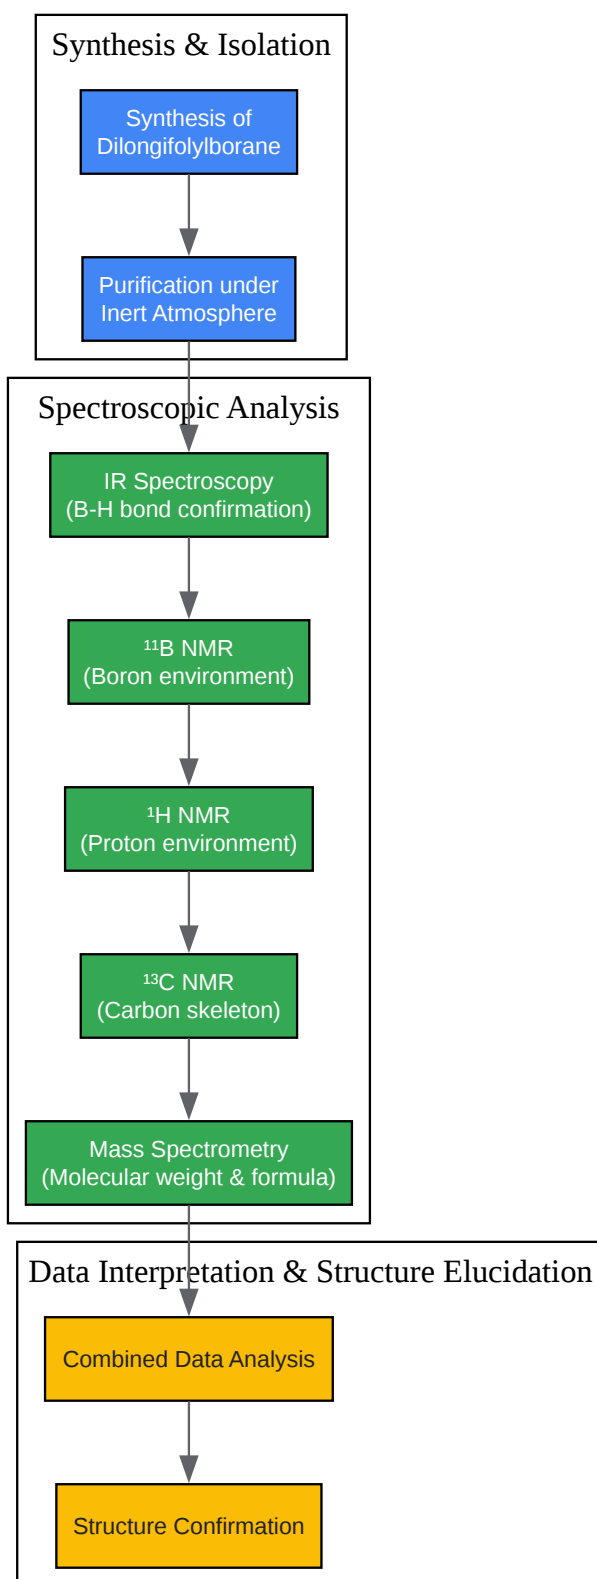 Synthesis & Isolation
Synthesis of
Dilongifolylborane
Purification under
Inert Atmosphere
Spectroscopic Analysis
IR Spectroscopy
(B-H bond confirmation)
¹¹B NMR
(Boron environment)
¹H NMR
(Proton environment)
¹³C NMR
(Carbon skeleton)
Mass Spectrometry
(Molecular weight & formula)
Data Interpretation & Structure Elucidation
Combined Data Analysis
Structure Confirmation